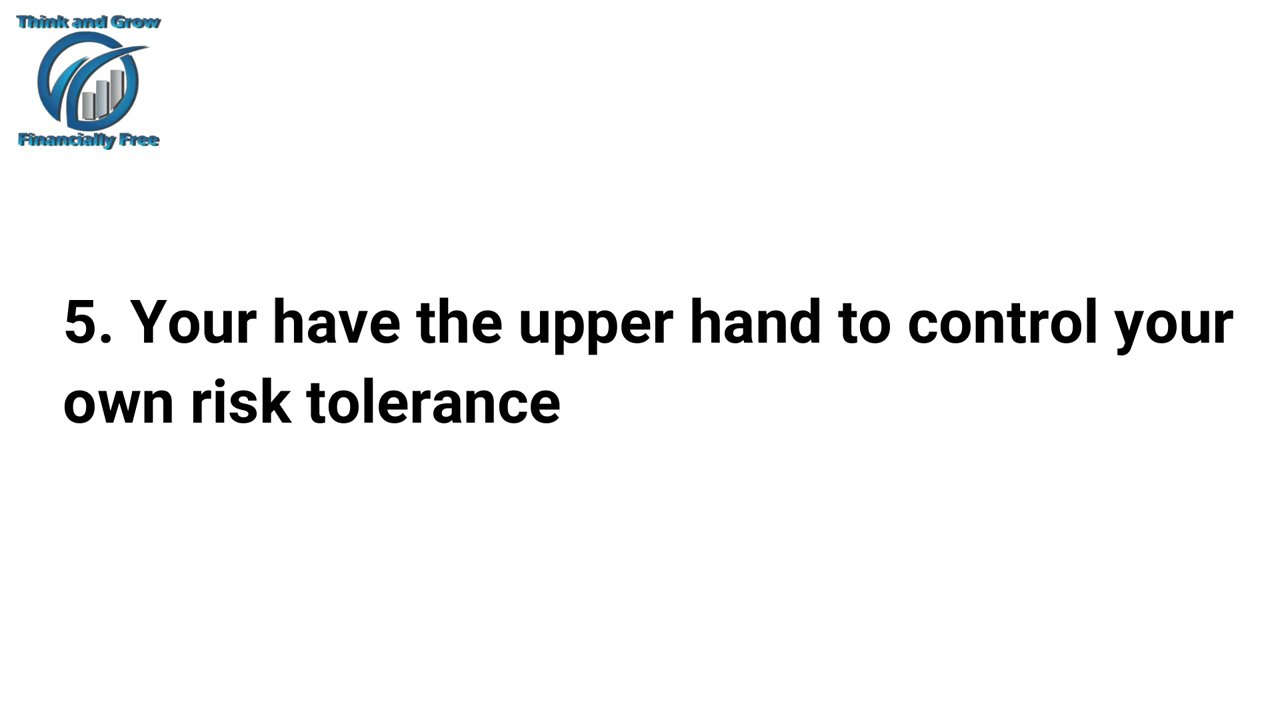 Think and Grow
Financially Free
5. Your have the upper hand to control your
own risk tolerance